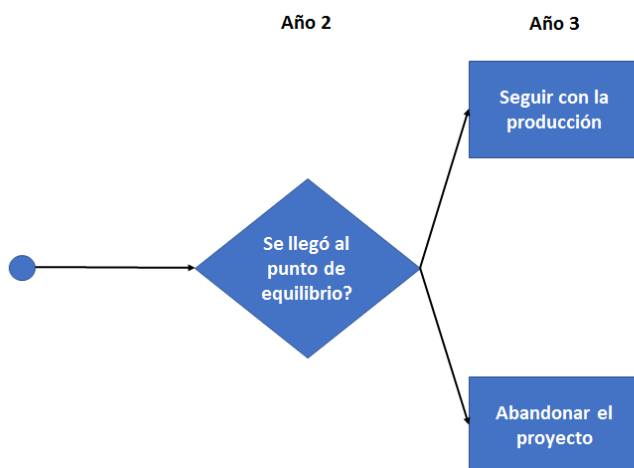 Año 2
Año 3
Seguir con la
producción
Se llegó al
punto de
equilibrio?
Abandonar el
proyecto